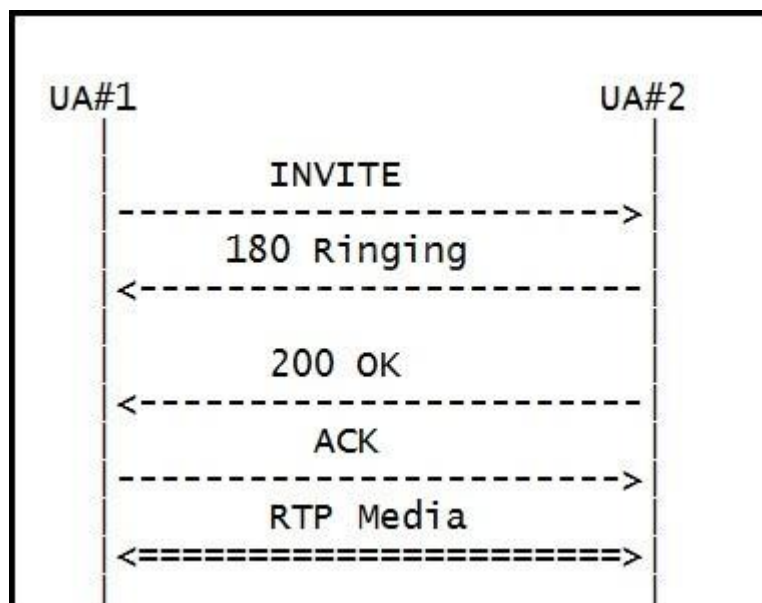 UA#1 UA#2
INVITE
180 Ringing
200 OK
ACK
RTP Media